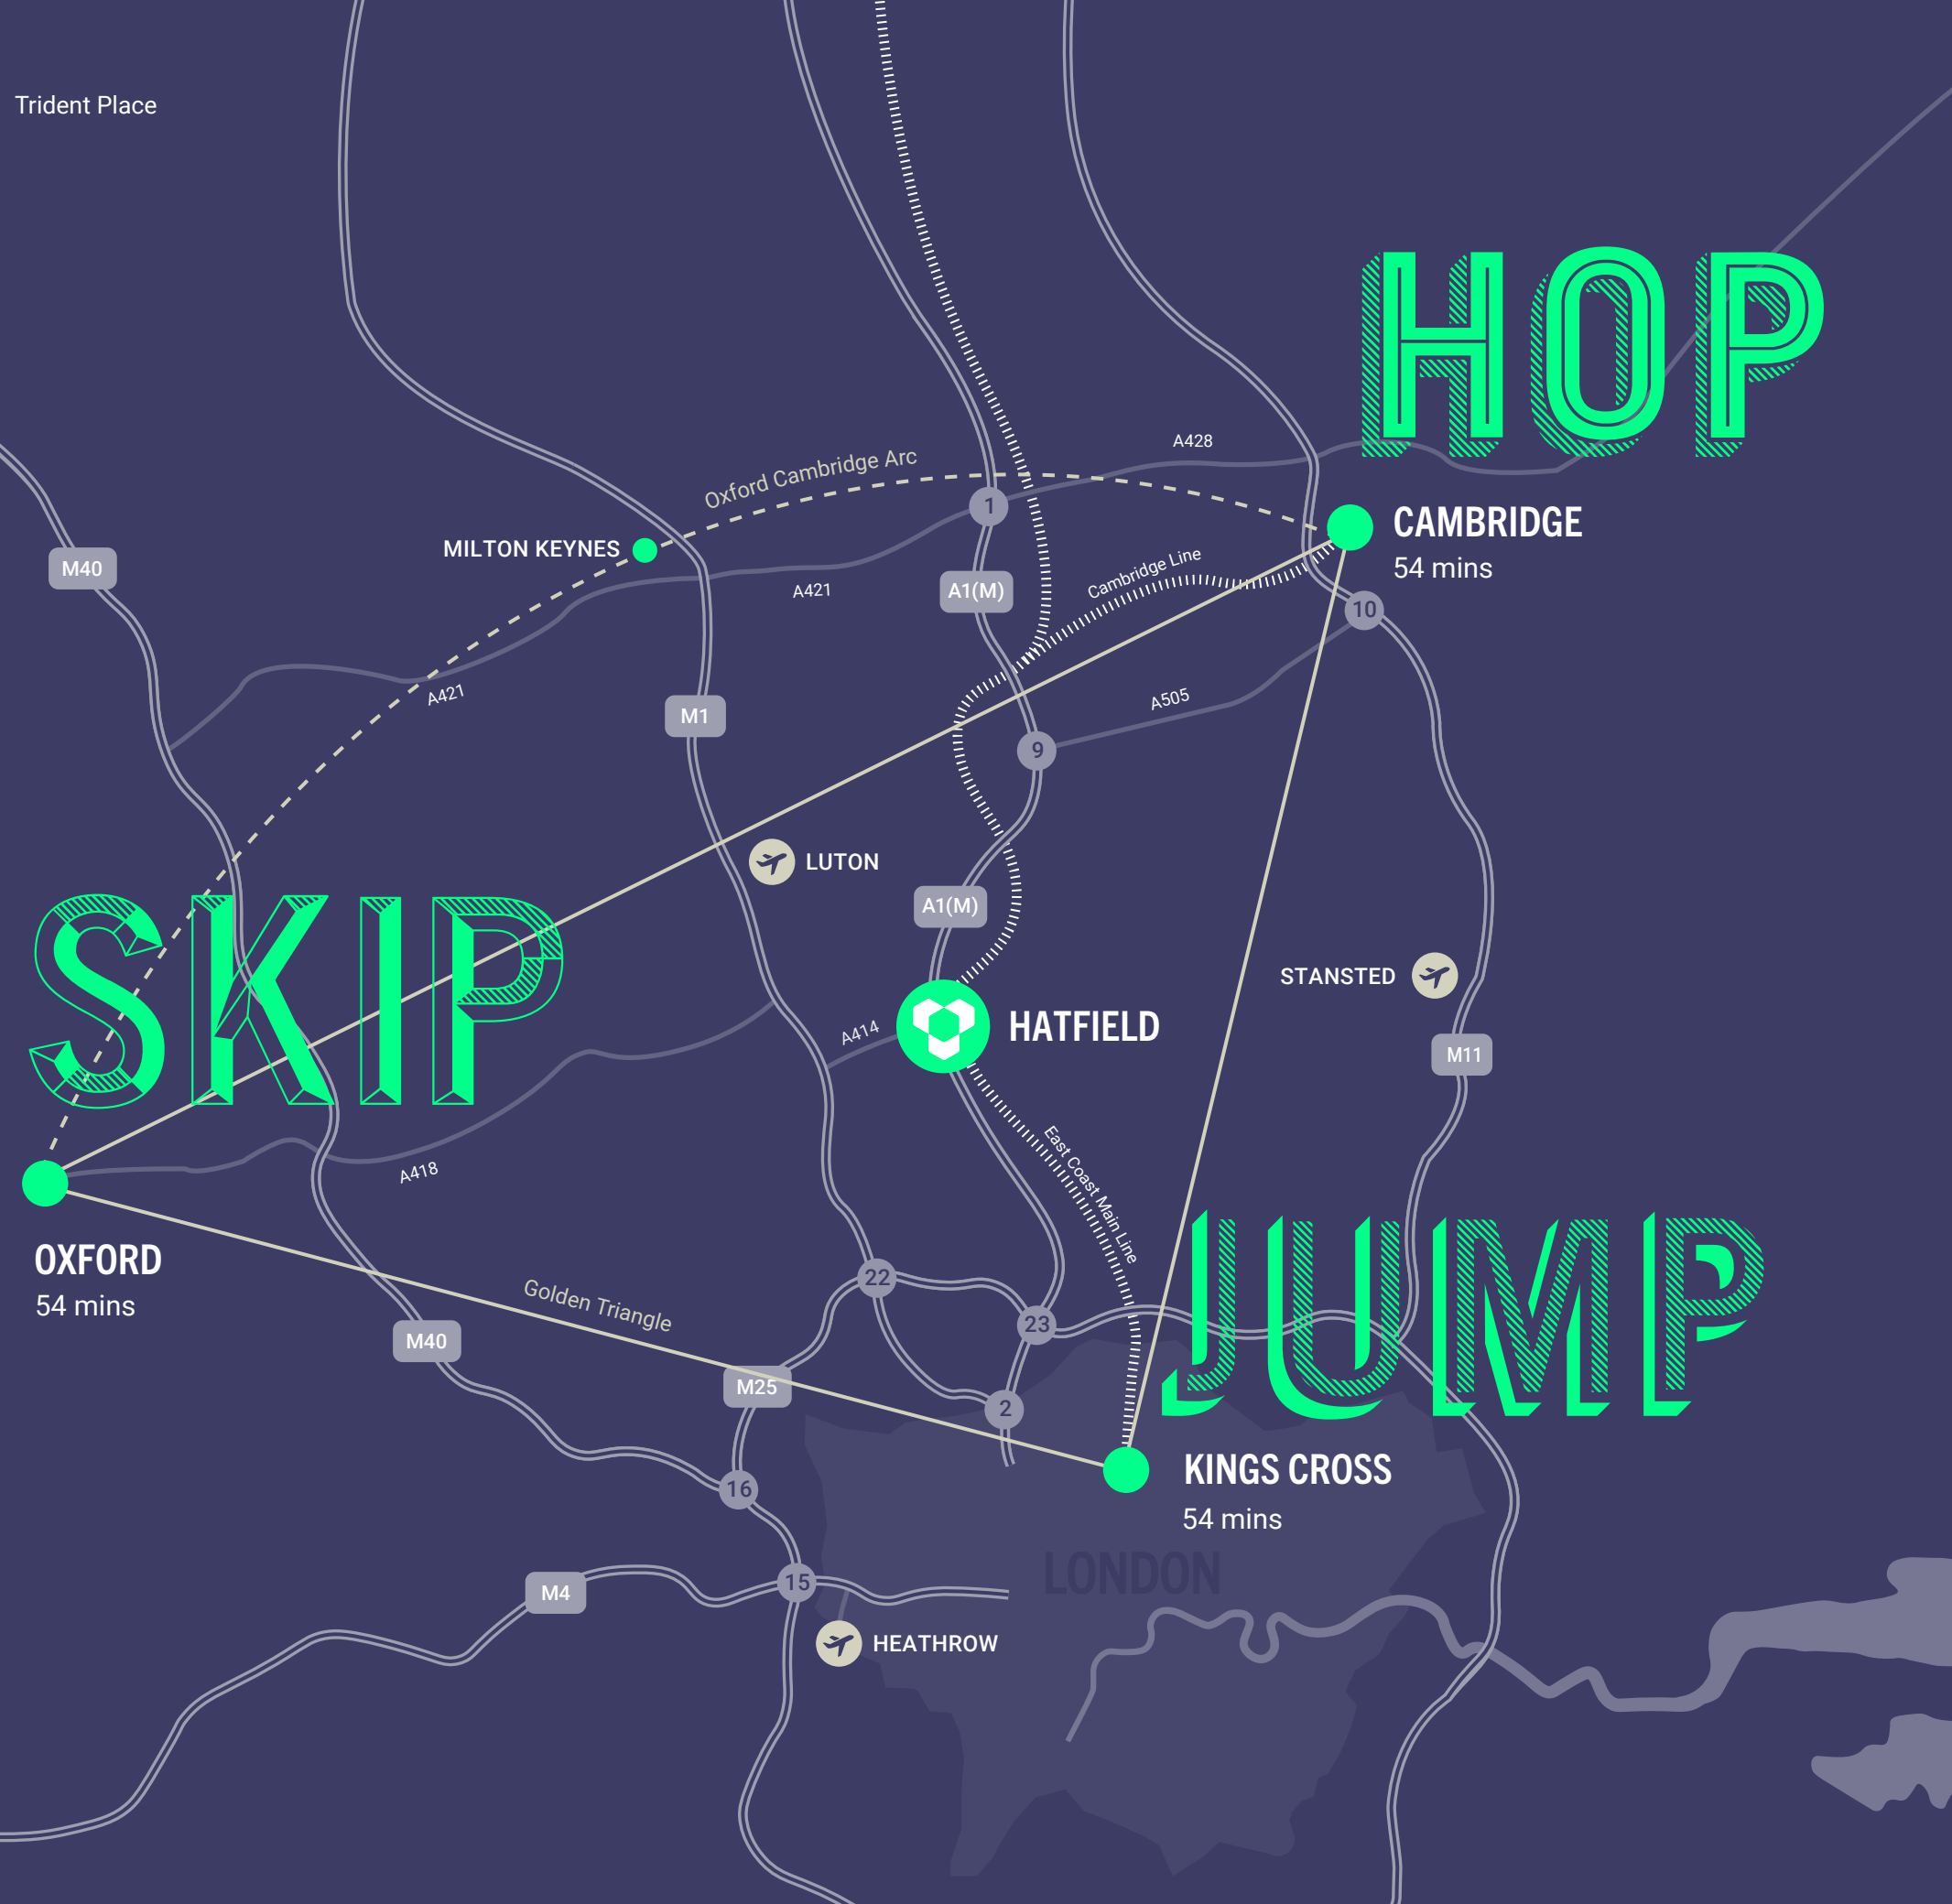 Trident Place
HOP
A428
Oxford Cambridge Arc
1
CAMBRIDGE
54 mins
MILTON KEYNES
M40
A421
A1(M)
Cambridge Line
10
A421
M1
A505
9
LUTON
A1(M)
SKIP
STANSTED
HATFIELD
A414
M11
East Coast Main Line
A418
OXFORD
54 mins
22
Golden Triangle
JUMP
23
M40
M25
2
KINGS CROSS
54 mins
16
LONDON
15
M4
HEATHROW